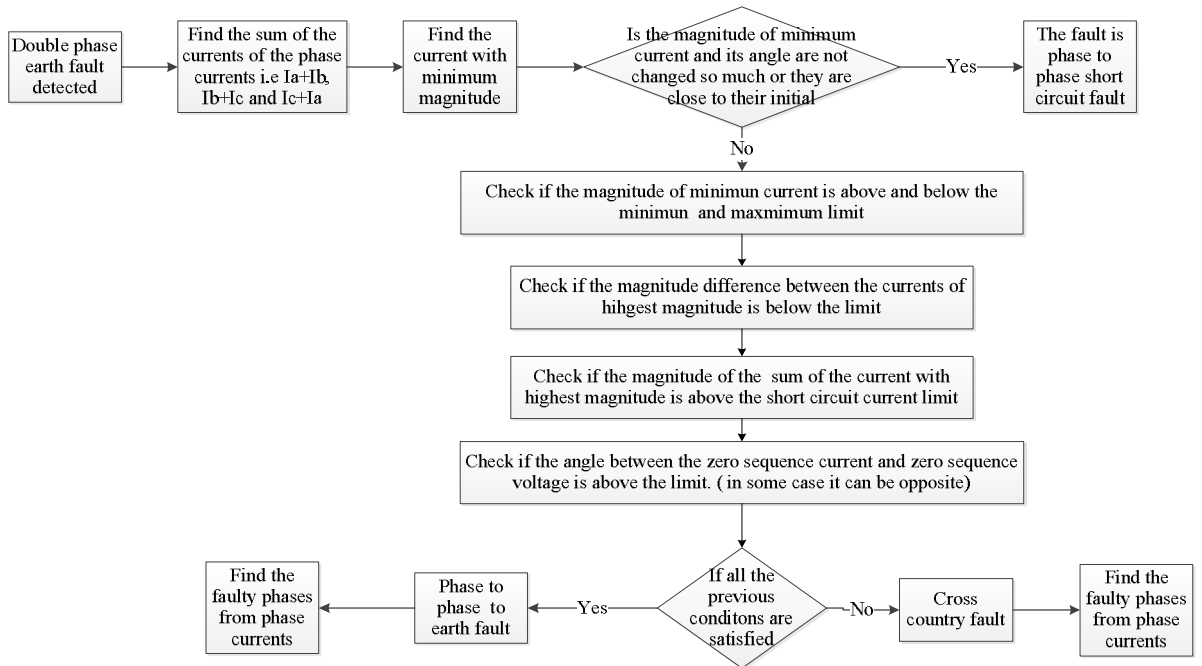 Double phase
earth fault
detected
Find the sum of the
currents of the phase
currents i.e Ia+Ib,
Ib+Ic and Ic+Ia
Find the
current with
minimum
magnitude
Is the magnitude of minimum
current and its angle are not
changed so much or they are
close to their initial
Yes
The fault is
phase to
phase short
circuit fault
No
Check if the magnitude of minimun current is above and below the
minimun and maxmimum limit
Check if the magnitude difference between the currents of
hihgest magnitude is below the limit
Check if the magnitude of the sum of the current with
highest magnitude is above the short circuit current limit
Check if the angle between the zero sequence current and zero sequence
voltage is above the limit. ( in some case it can be opposite)
If all the
previous
conditons are
satisfied
Yes
Phase to
phase to
earth fault
Find the
faulty phases
from phase
currents
No
Cross
country fault
Find the
faulty phases
from phase
currents